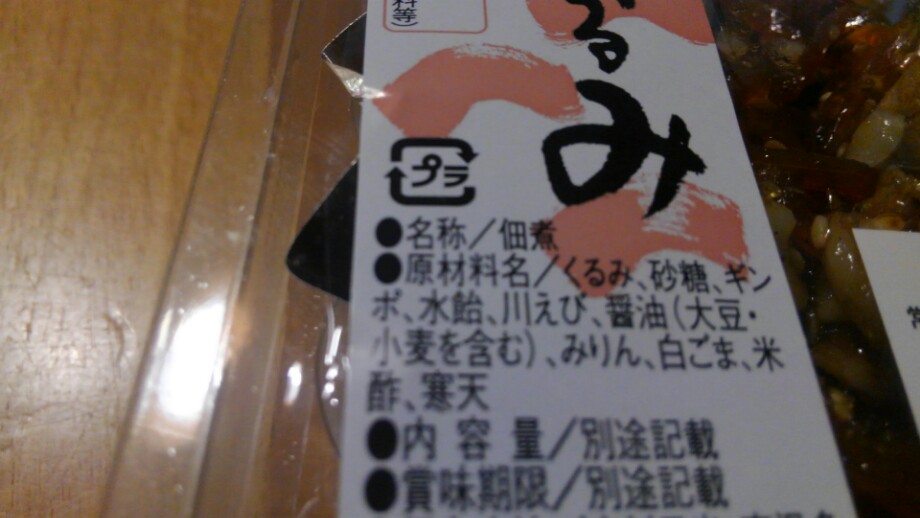 料等)
るみ
プラ
●名称/佃煮
●原材料名/くるみ、砂糖、ギン
ポ、水飴、川えび、醤油(大豆・
小麦を含む)、みりん、白ごま、米
酢、寒天
●内容量/別途記載
●賞味期限/別途記載